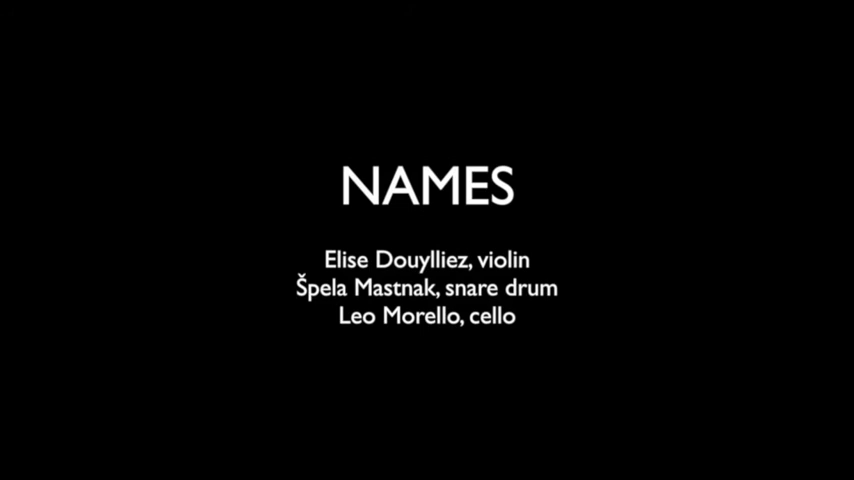 NAMES
Elise Douylliez, violin
Špela Mastnak, snare drum
Leo Morello, cello